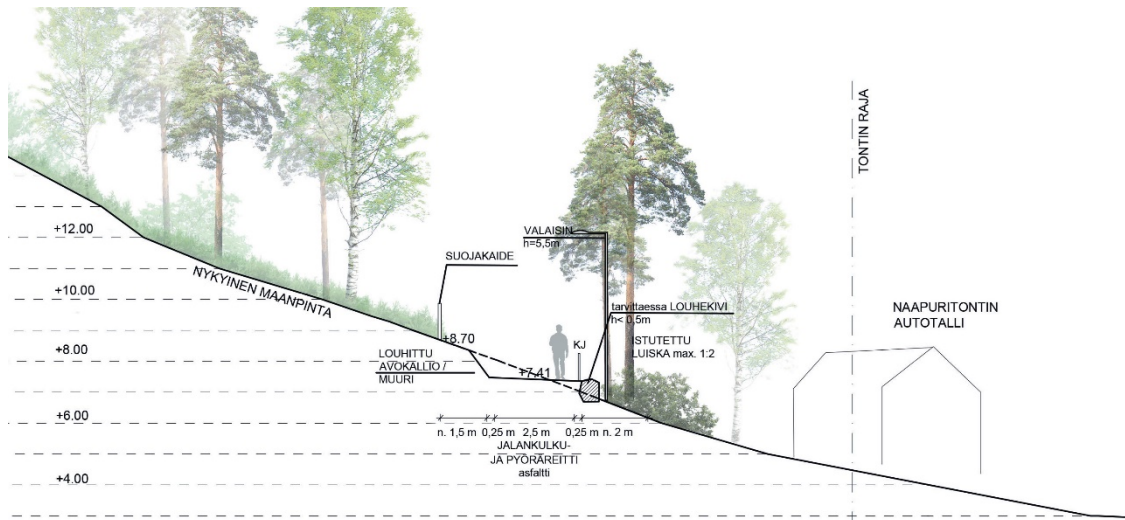 +12.00
+10.00
+8.00
+6.00
+4.00
NYKYINEN MAANPINTA
SUOJAKAIDE
+8.70
LOUHITTU
AVOKALLIO /
MUURI
+7,41
VALAISIN
h=5,5m
tarvittaessa LOUHEKIVI
h< 0,5m
KJ
ISTUTETTU
LUISKA max. 1:2
n. 1,5 m 0,25 m 2,5 m 0,25 m n. 2 m
JALANKULKU-
JA PYÖRÄREITTI
asfaltti
TONTIN RAJA
NAAPURITONTIN
AUTOTALLI